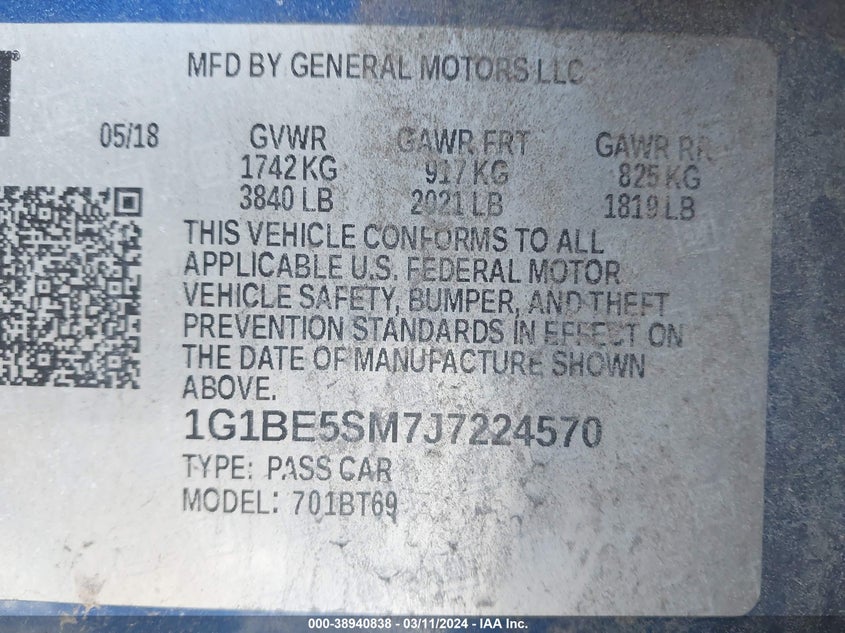 T
MFD BY GENERAL MOTORS LLC
05/18 GVWR GAWR FRT GAWR RR
1742 KG 917 KG 825 KG
3840 LB 2021 LB 1819 LB
THIS VEHICLE CONFORMS TO ALL
APPLICABLE U.S. FEDERAL MOTOR
VEHICLE SAFETY, BUMPER, AND THEFT
PREVENTION STANDARDS IN EFFECT ON
THE DATE OF MANUFACTURE SHOWN
ABOVE.
1G1BE5SM7J7224570
TYPE: PASS CAR
MODEL: 701BT69
000-38940838 - 03/11/2024 - IAA Inc.